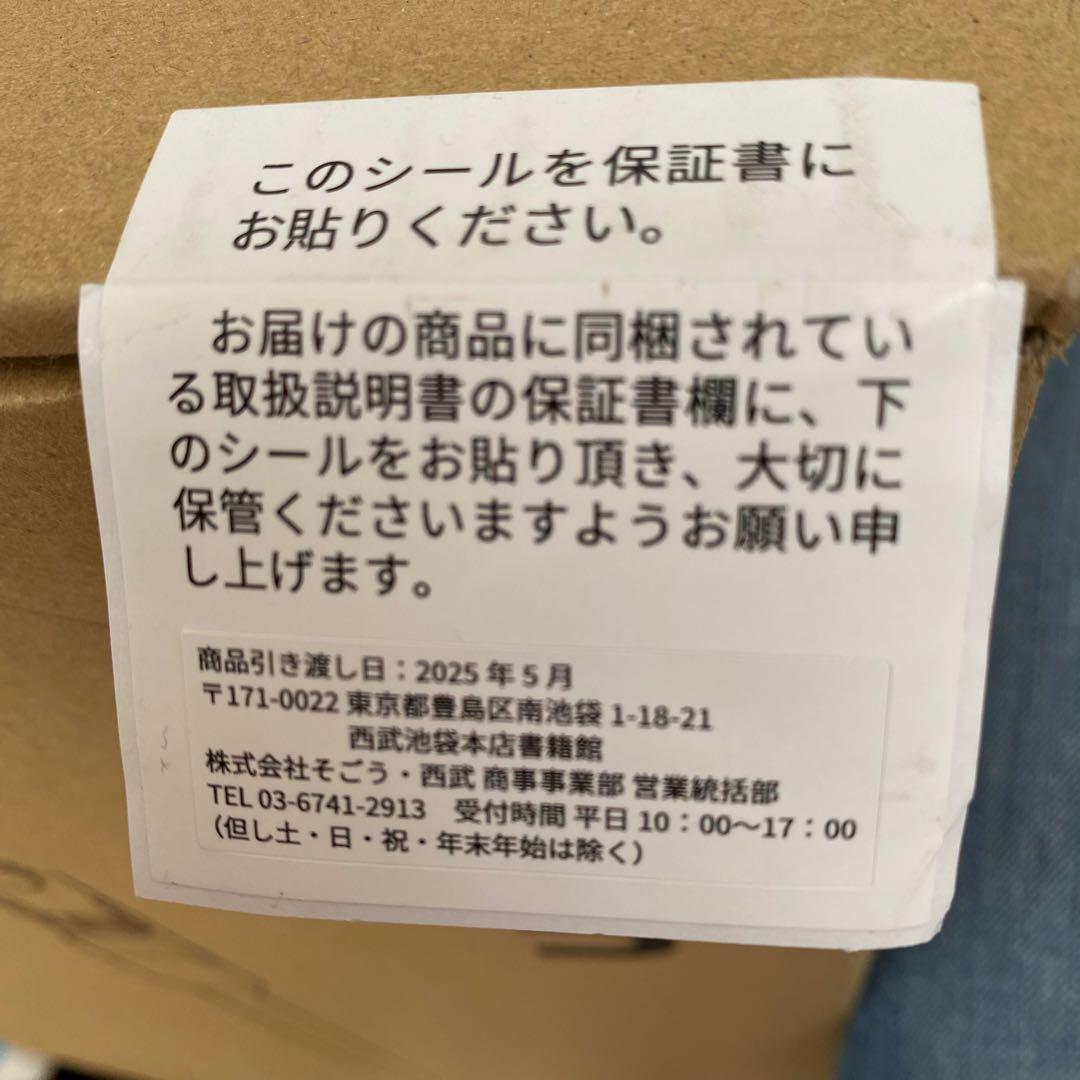 このシールを保証書に
お貼りください。
お届けの商品に同梱されてい
る取扱説明書の保証書欄に、下
のシールをお貼り頂き、大切に
保管くださいますようお願い申
し上げます。
商品引き渡し日：2025 年 5 月
〒171-0022 東京都豊島区南池袋 1-18-21
西武池袋本店書籍館
株式会社そごう・西武 商事事業部 営業統括部
TEL 03-6741-2913　受付時間 平日 10：00～17：00
（但し土・日・祝・年末年始は除く）